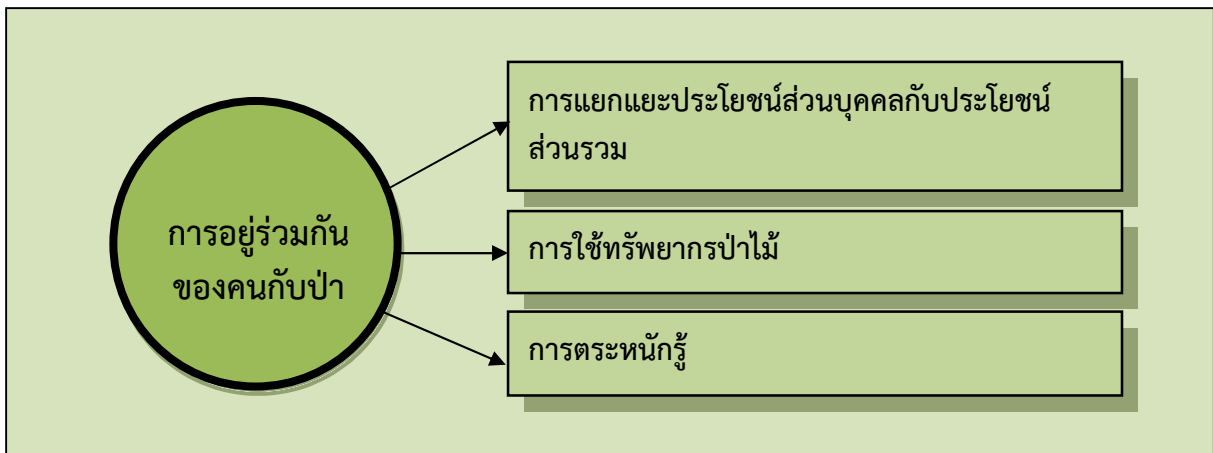 การแยกแยะประโยชน์ส่วนบุคคลกับประโยชน์
ส่วนรวม
การอยู่ร่วมกัน
ของคนกับป่า
การใช้ทรัพยากรป่าไม้
การตระหนักรู้